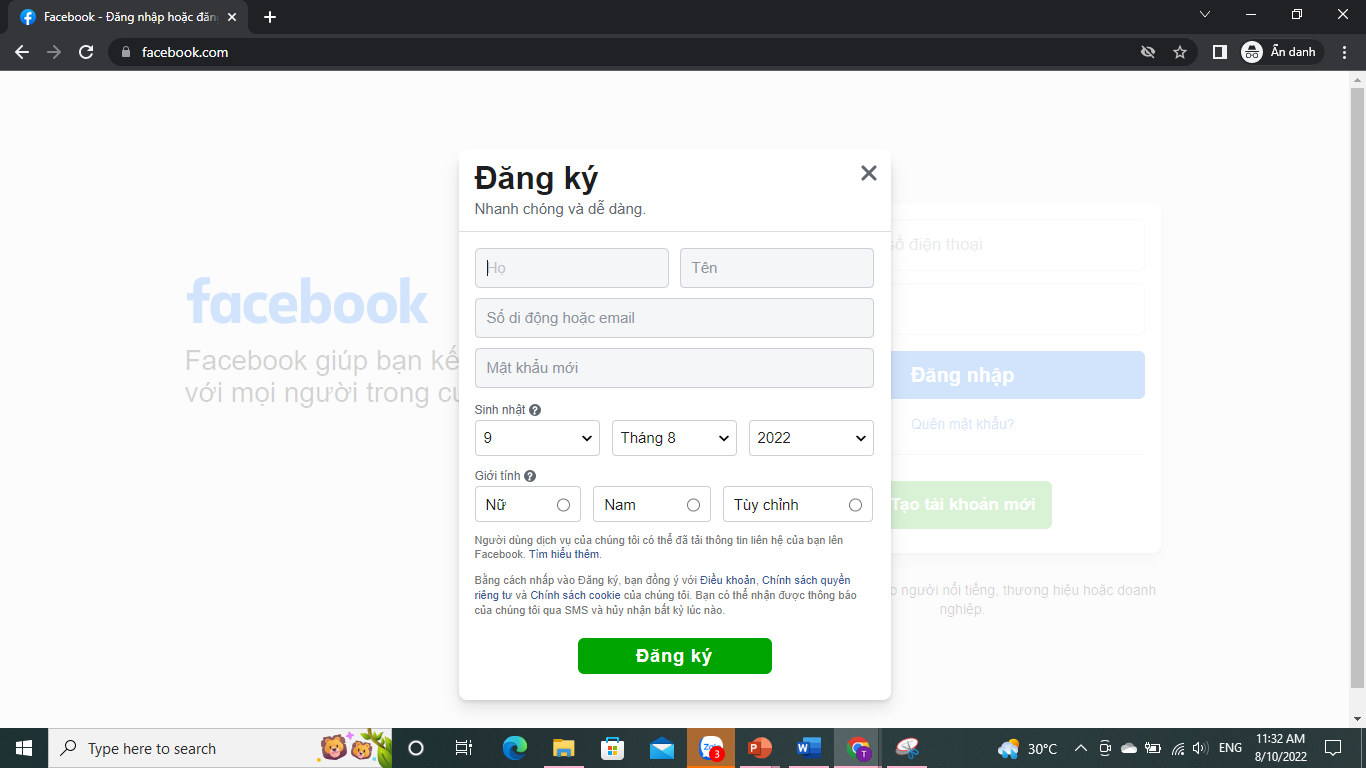 Facebook - Đăng nhập hoặc đăn
facebook.com
Ẩn danh
Đăng ký
Nhanh chóng và dễ dàng.
Họ
Tên
Số di động hoặc email
Mật khẩu mới
Sinh nhật
9
Tháng 8
2022
Giới tính
Nữ
Nam
Tùy chỉnh
Người dùng dịch vụ của chúng tôi có thể đã tải thông tin liên hệ của bạn lên
Facebook. Tìm hiểu thêm.
Bằng cách nhấp vào Đăng ký, bạn đồng ý với Điều khoản, Chính sách quyền
riêng tư và Chính sách cookie của chúng tôi. Bạn có thể nhận được thông báo
của chúng tôi qua SMS và hủy nhận bất kỳ lúc nào.
Đăng ký
facebook
Facebook giúp bạn kế
với mọi người trong cu
số điện thoại
Đăng nhập
Quên mật khẩu?
Tạo tài khoản mới
o người nổi tiếng, thương hiệu hoặc doanh
nghiệp.
Type here to search
3
T
30°C
ENG
11:32 AM
8/10/2022